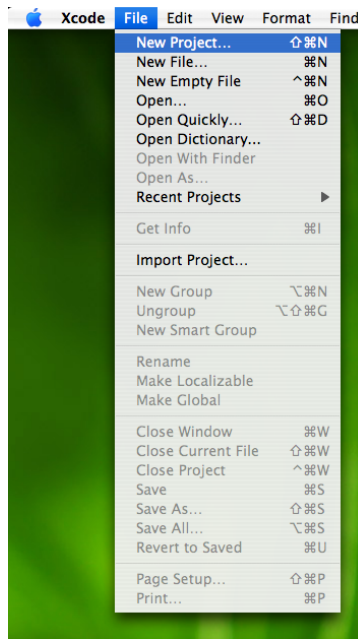 Xcode File Edit View Format Find
New Project... ⇧⌘N
New File... ⌘N
New Empty File ^⌘N
Open... ⌘O
Open Quickly... ⇧⌘D
Open Dictionary...
Open With Finder
Open As...
Recent Projects ▶
Get Info ⌘I
Import Project...
New Group ⌥⌘N
Ungroup ⌥⇧⌘G
New Smart Group
Rename
Make Localizable
Make Global
Close Window ⌘W
Close Current File ⇧⌘W
Close Project ^⌘W
Save ⌘S
Save As... ⇧⌘S
Save All... ⌥⌘S
Revert to Saved ⌘U
Page Setup... ⇧⌘P
Print... ⌘P